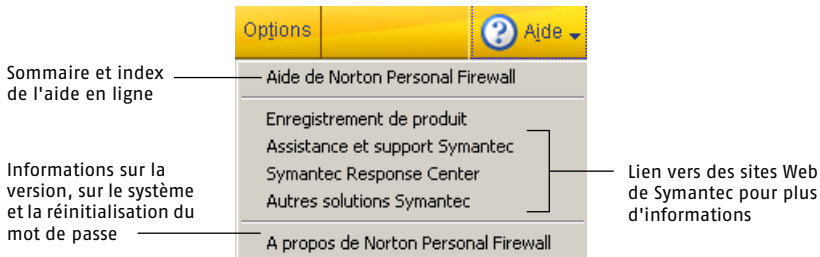 Options
? Aide
Sommaire et index
de l'aide en ligne
Aide de Norton Personal Firewall
Enregistrement de produit
Assistance et support Symantec
Symantec Response Center
Autres solutions Symantec
Lien vers des sites Web
de Symantec pour plus
d'informations
Informations sur la
version, sur le système
et la réinitialisation du
mot de passe
A propos de Norton Personal Firewall